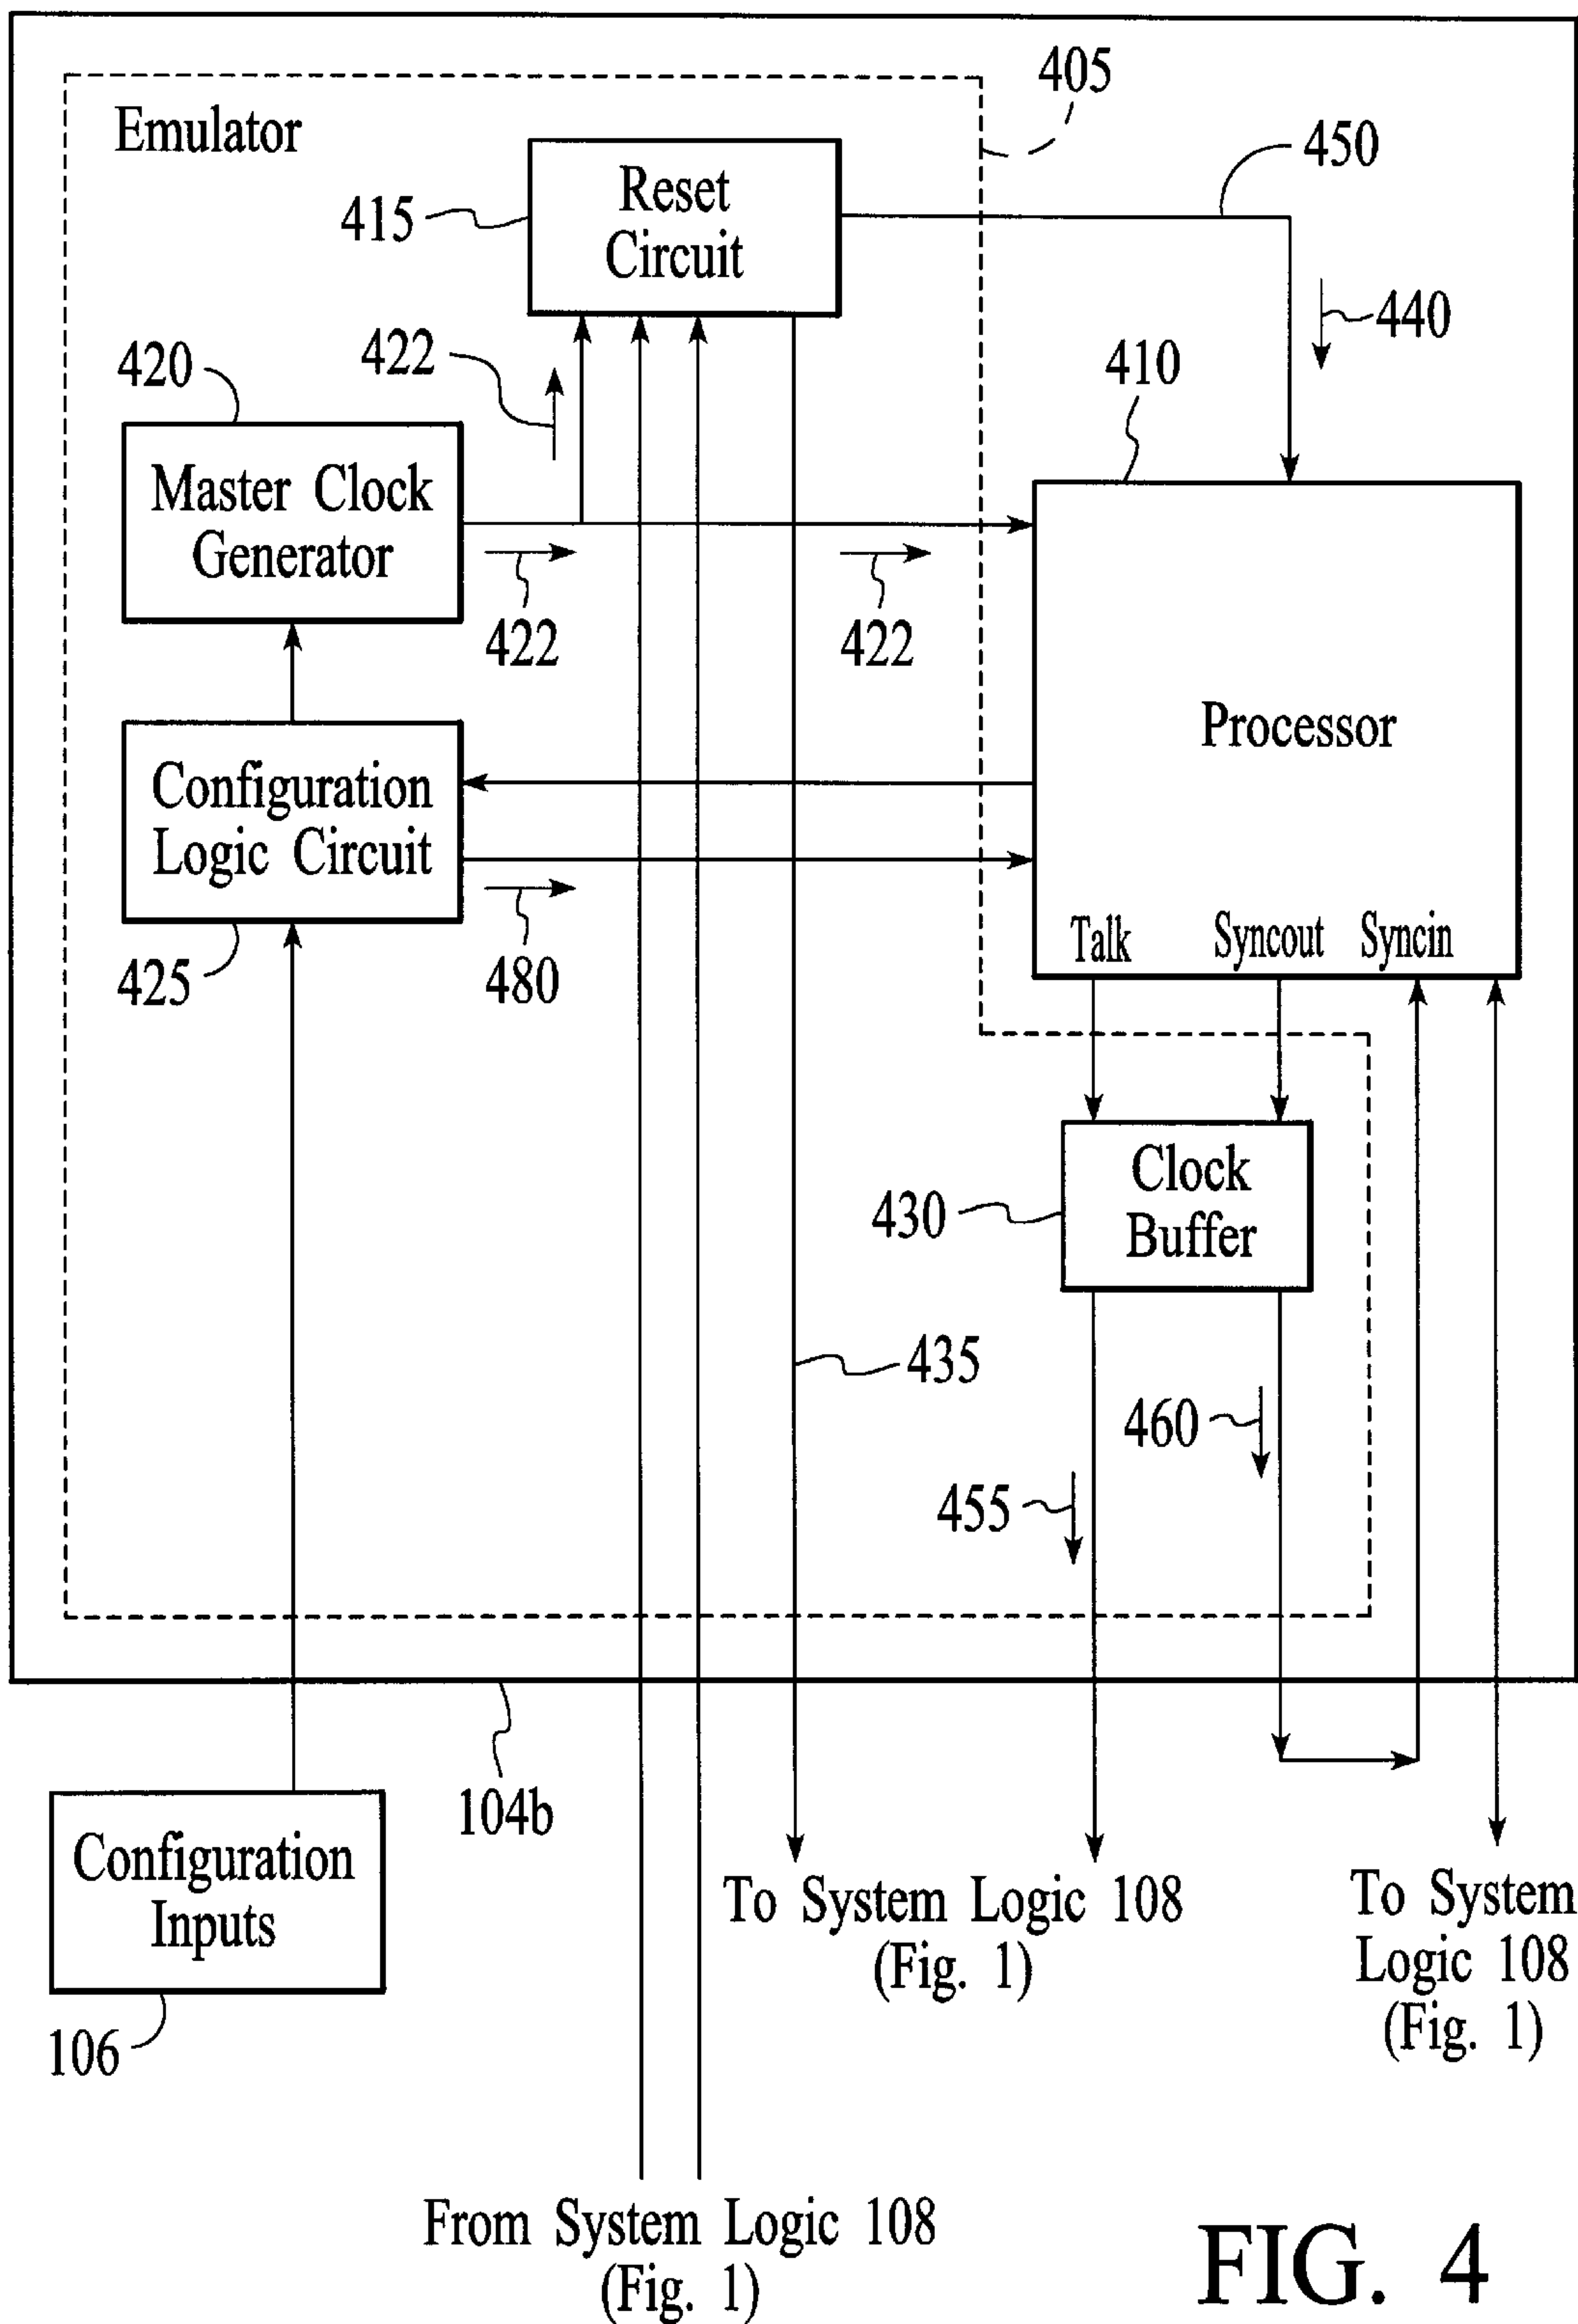 405
Emulator
450
Reset
Circuit
415
440
422
420
410
Master Clock
Generator
422
422
Processor
Configuration
Logic Circuit
Talk
Syncout
Syncin
425
480
Clock
Buffer
430
435
460
455
104b
Configuration
Inputs
To System Logic 108
(Fig. 1)
To System
Logic 108
(Fig. 1)
106
From System Logic 108
(Fig. 1)
FIG. 4